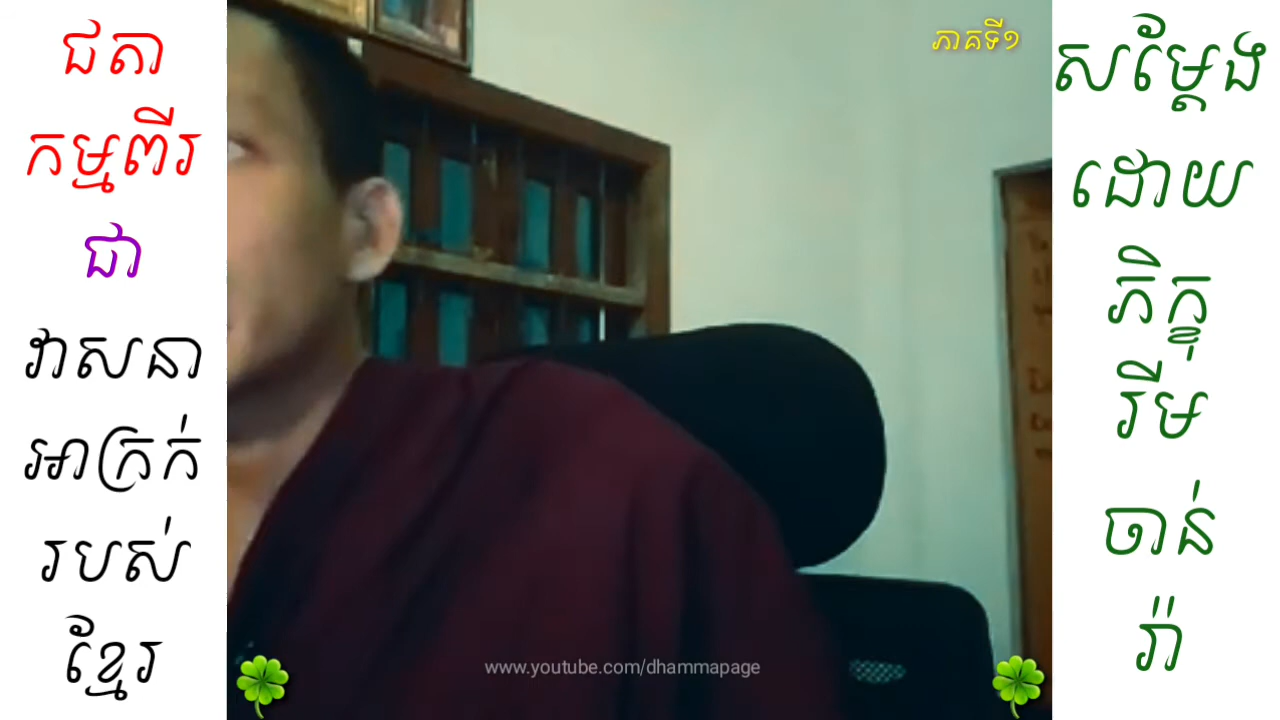 ជតា
កម្មពីរ
ជា
វាសនា
អាក្រក់
របស់
ខ្មែរ
ភាគទី១
សម្តែង
ដោយ
ភិក្ខុ
រីម
ចាន់
រ៉ា
www.youtube.com/dhammapage